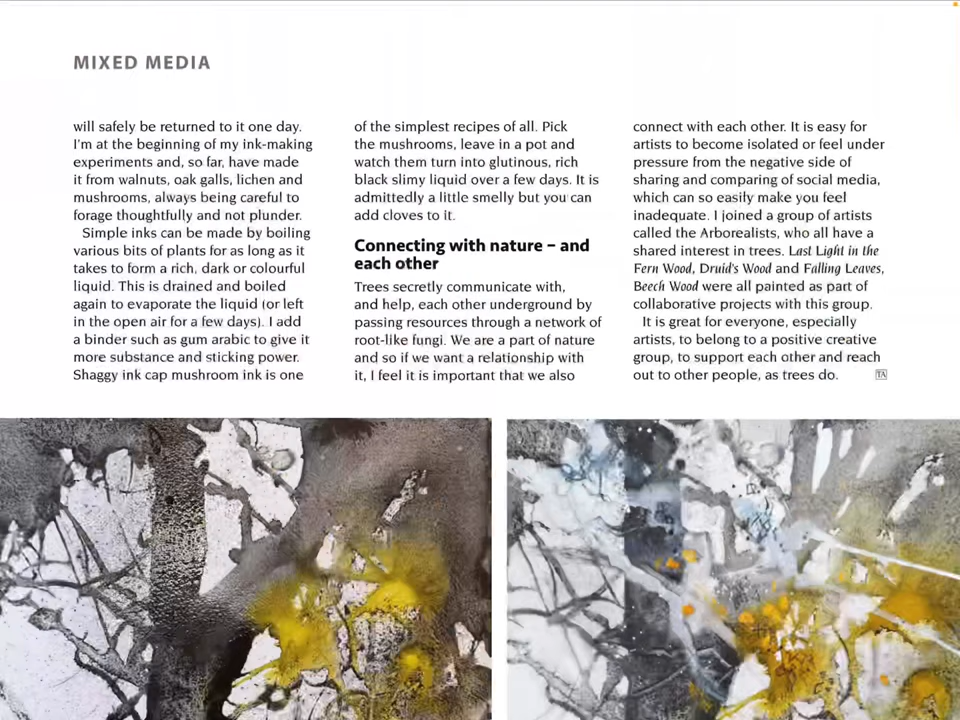 MIXED MEDIA
will safely be returned to it one day.
I'm at the beginning of my ink-making
experiments and, so far, have made
it from walnuts, oak galls, lichen and
mushrooms, always being careful to
forage thoughtfully and not plunder.
Simple inks can be made by boiling
various bits of plants for as long as it
takes to form a rich, dark or colourful
liquid. This is drained and boiled
again to evaporate the liquid (or left
in the open air for a few days). I add
a binder such as gum arabic to give it
more substance and sticking power.
Shaggy ink cap mushroom ink is one
of the simplest recipes of all. Pick
the mushrooms, leave in a pot and
watch them turn into glutinous, rich
black slimy liquid over a few days. It is
admittedly a little smelly but you can
add cloves to it.
Connecting with nature – and
each other
Trees secretly communicate with,
and help, each other underground by
passing resources through a network of
root-like fungi. We are a part of nature
and so if we want a relationship with
it, I feel it is important that we also
connect with each other. It is easy for
artists to become isolated or feel under
pressure from the negative side of
sharing and comparing of social media,
which can so easily make you feel
inadequate. I joined a group of artists
called the Arborealists, who all have a
shared interest in trees. Last Light in the
Fern Wood, Druid's Wood and Falling Leaves,
Beech Wood were all painted as part of
collaborative projects with this group.
It is great for everyone, especially
artists, to belong to a positive creative
group, to support each other and reach
out to other people, as trees do. TA